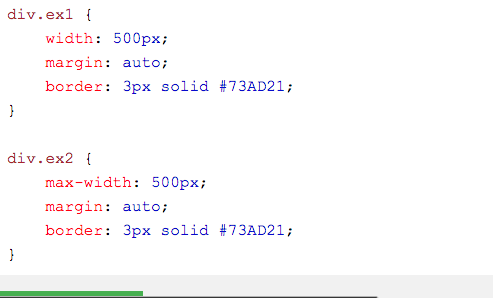 div.ex1 {
    width: 500px;
    margin: auto;
    border: 3px solid #73AD21;
}

div.ex2 {
    max-width: 500px;
    margin: auto;
    border: 3px solid #73AD21;
}